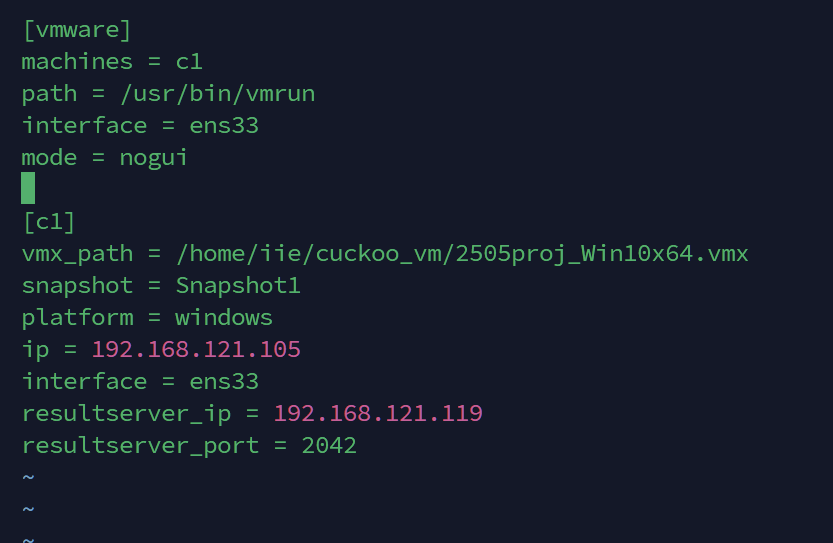 [vmware]
machines = c1
path = /usr/bin/vmrun
interface = ens33
mode = nogui
[c1]
vmx_path = /home/iie/cuckoo_vm/2505proj_Win10x64.vmx
snapshot = Snapshot1
platform = windows
ip = 192.168.121.105
interface = ens33
resultserver_ip = 192.168.121.119
resultserver_port = 2042
~
~
~